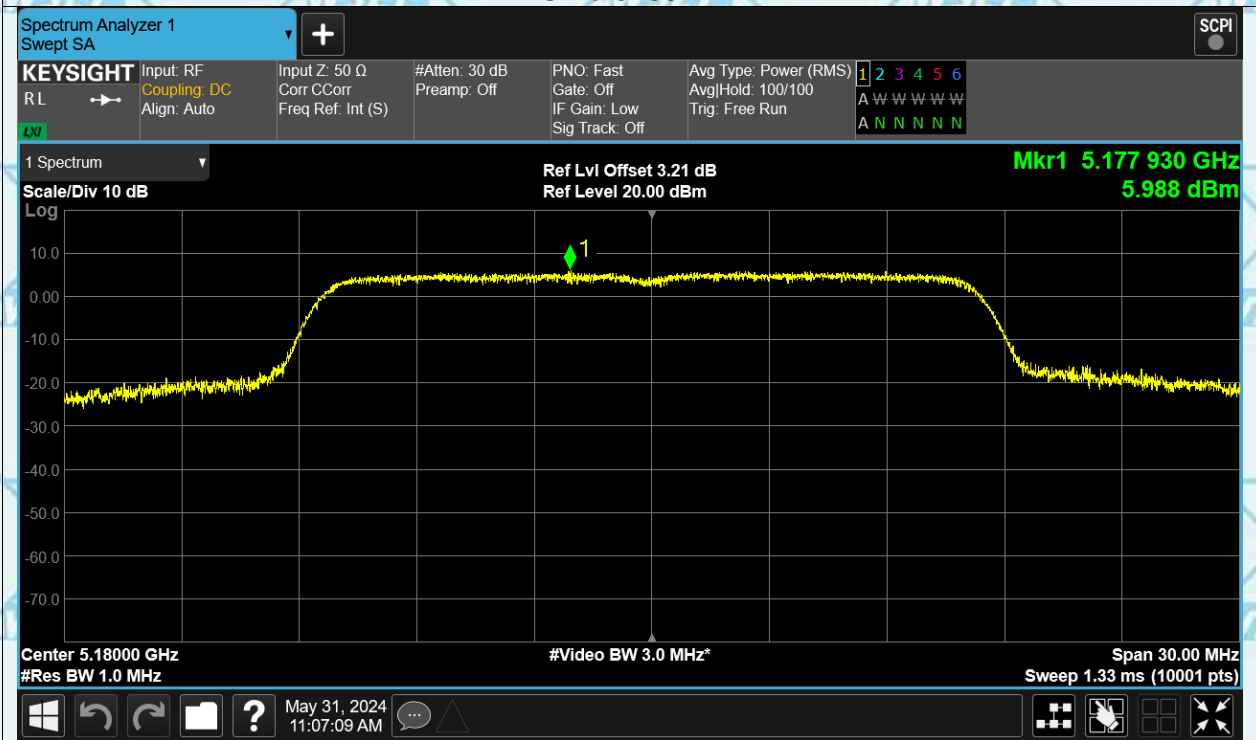 Spectrum Analyzer 1
Swept SA
SCPI
KEYSIGHT
R L
LXI
Input: RF
Coupling: DC
Align: Auto
Input Z: 50 Ω
Corr CCorr
Freq Ref: Int (S)
#Atten: 30 dB
Preamp: Off
PNO: Fast
Gate: Off
IF Gain: Low
Sig Track: Off
Avg Type: Power (RMS)
Avg|Hold: 100/100
Trig: Free Run
1 2 3 4 5 6
A W W W W W
A N N N N N
1 Spectrum
Scale/Div 10 dB
Log
Ref Lvl Offset 3.21 dB
Ref Level 20.00 dBm
Mkr1 5.177 930 GHz
5.988 dBm
1
10.0
0.00
-10.0
-20.0
-30.0
-40.0
-50.0
-60.0
-70.0
Center 5.18000 GHz
#Res BW 1.0 MHz
#Video BW 3.0 MHz*
Span 30.00 MHz
Sweep 1.33 ms (10001 pts)
?
May 31, 2024
11:07:09 AM